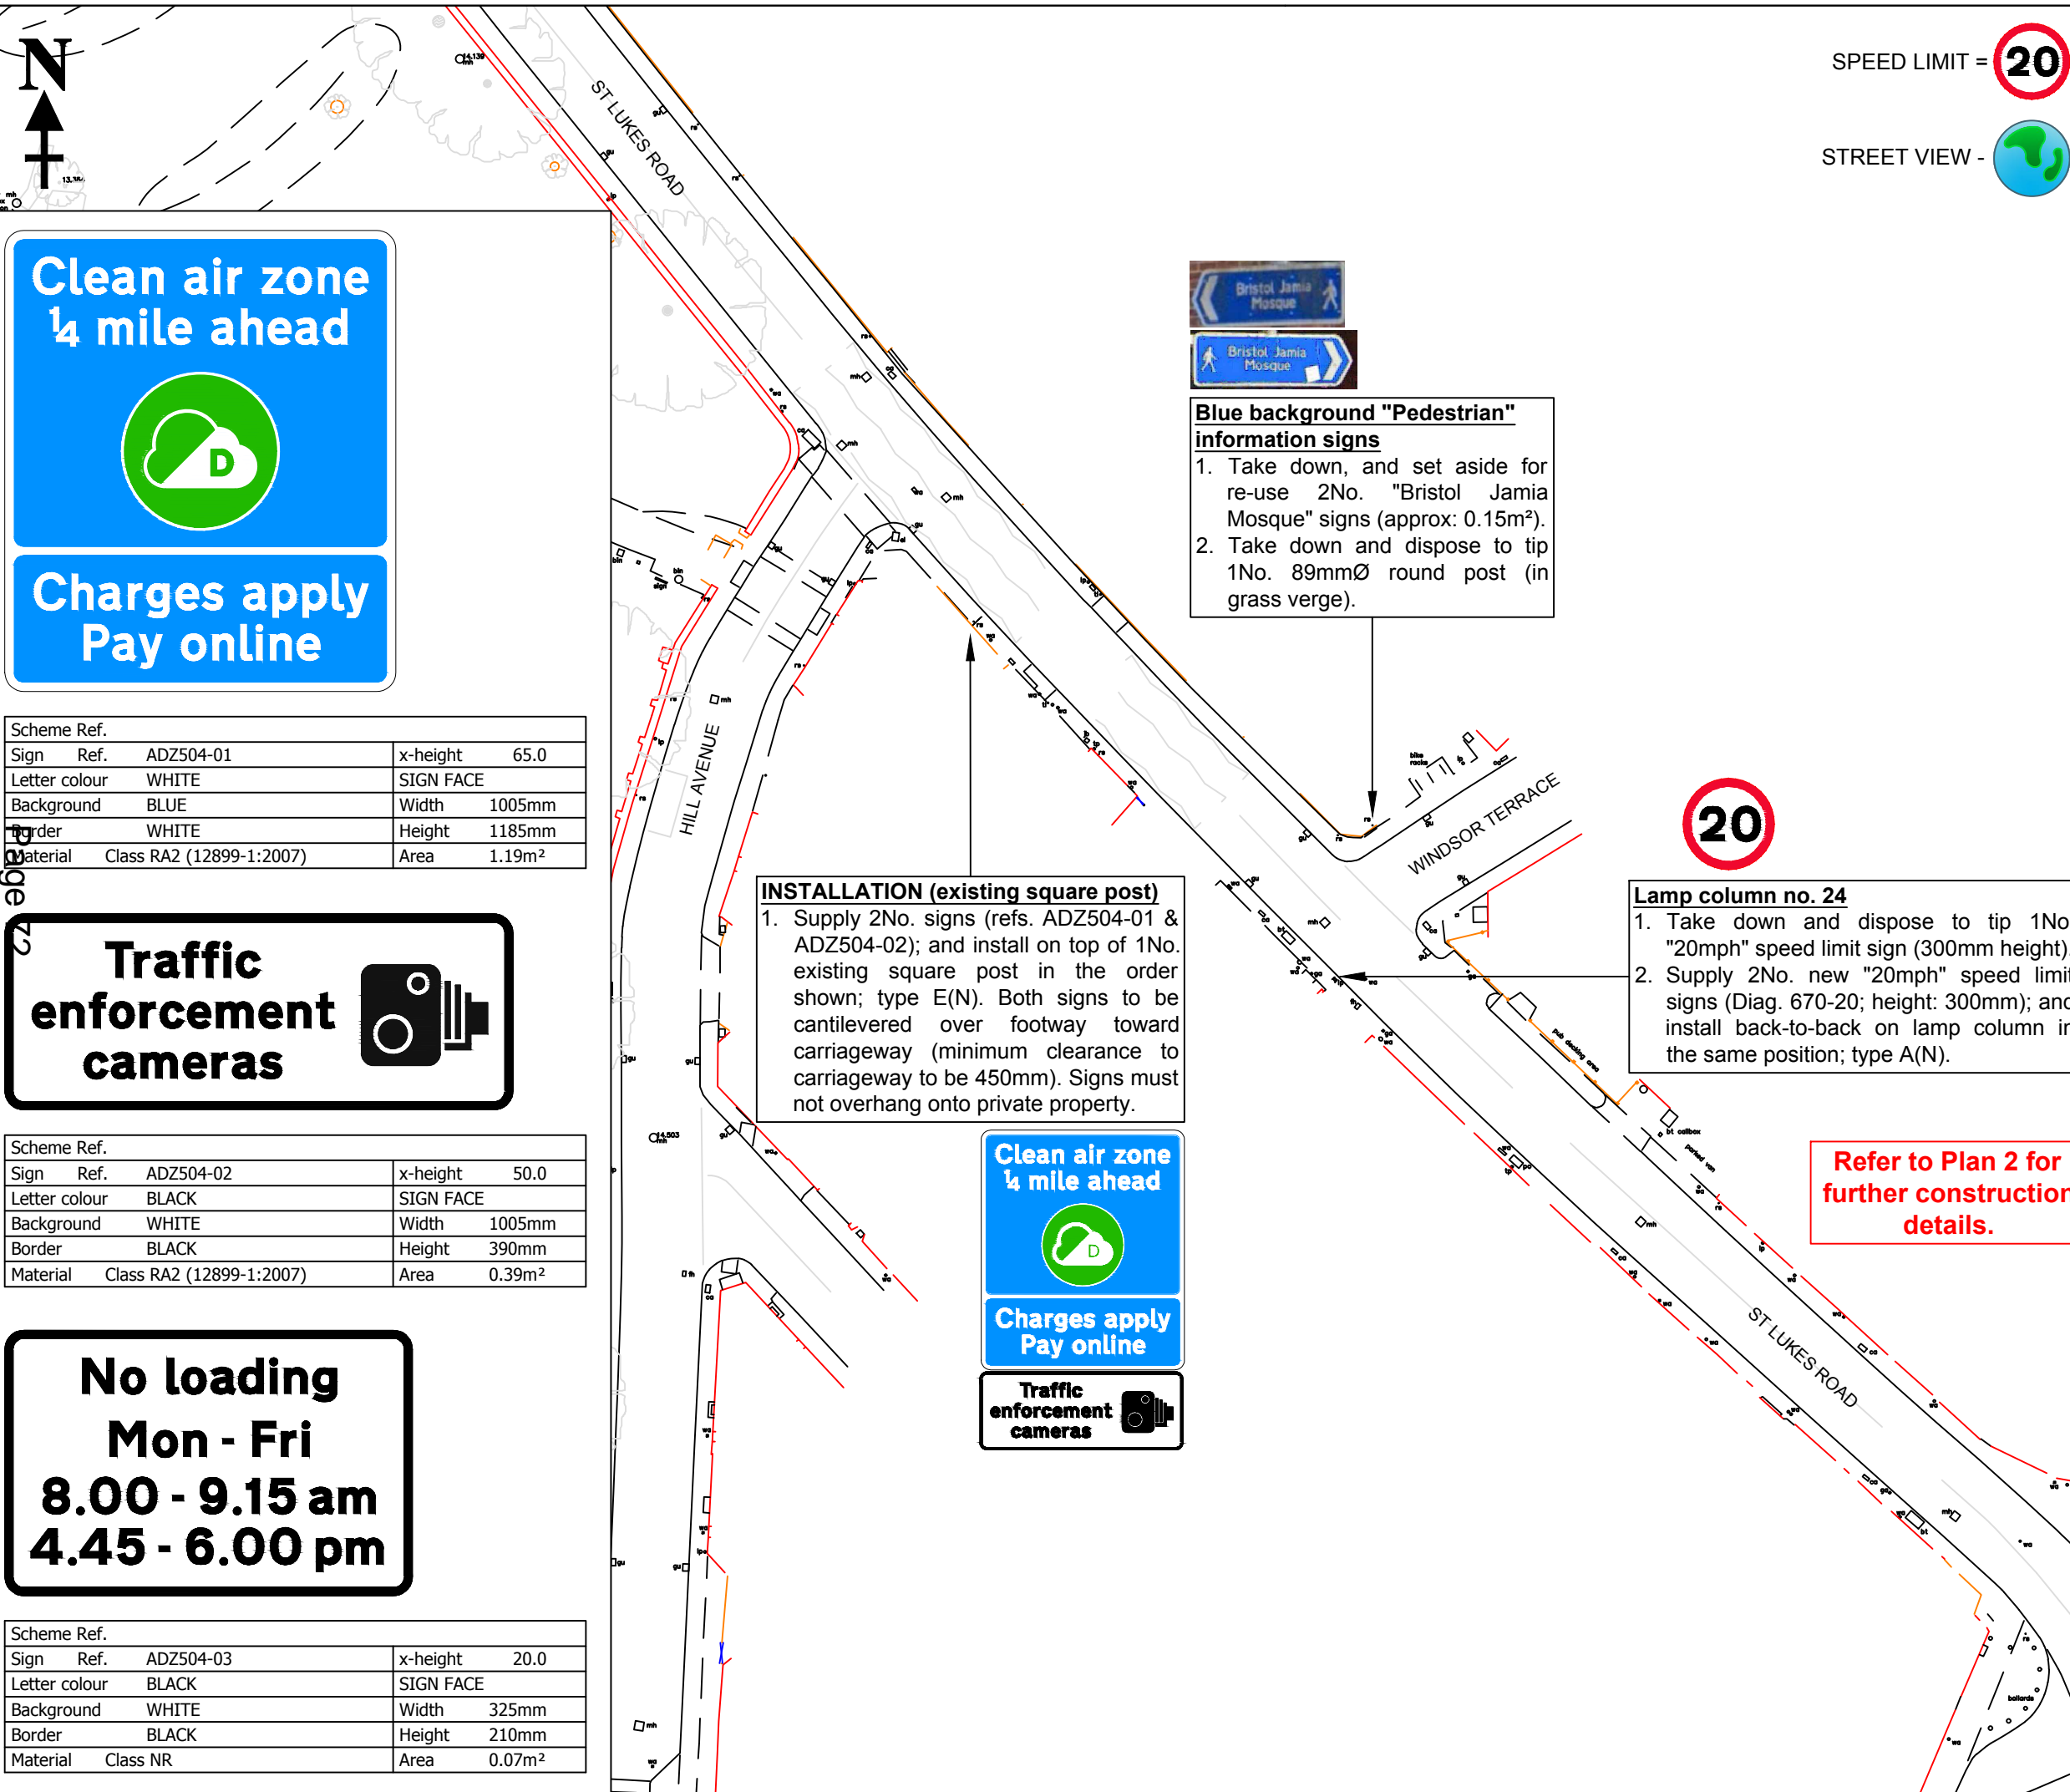 N
SPEED LIMIT = 20
STREET VIEW -
ST LUKES ROAD
Clean air zone
¼ mile ahead
D
Charges apply
Pay online
Scheme Ref.
Sign Ref. ADZ504-01 x-height 65.0
Letter colour WHITE SIGN FACE
Background BLUE Width 1005mm
Border WHITE Height 1185mm
Material Class RA2 (12899-1:2007) Area 1.19m²
Page 72
Traffic
enforcement
cameras
Scheme Ref.
Sign Ref. ADZ504-02 x-height 50.0
Letter colour BLACK SIGN FACE
Background WHITE Width 1005mm
Border BLACK Height 390mm
Material Class RA2 (12899-1:2007) Area 0.39m²
No loading
Mon - Fri
8.00 - 9.15 am
4.45 - 6.00 pm
Scheme Ref.
Sign Ref. ADZ504-03 x-height 20.0
Letter colour BLACK SIGN FACE
Background WHITE Width 325mm
Border BLACK Height 210mm
Material Class NR Area 0.07m²
Bristol Jamia
Mosque
Bristol Jamia
Mosque
Blue background "Pedestrian"
information signs
1. Take down, and set aside for
re-use 2No. "Bristol Jamia
Mosque" signs (approx: 0.15m²).
2. Take down and dispose to tip
1No. 89mmØ round post (in
grass verge).
HILL AVENUE
WINDSOR TERRACE
bike
racks
INSTALLATION (existing square post)
1. Supply 2No. signs (refs. ADZ504-01 &
ADZ504-02); and install on top of 1No.
existing square post in the order
shown; type E(N). Both signs to be
cantilevered over footway toward
carriageway (minimum clearance to
carriageway to be 450mm). Signs must
not overhang onto private property.
Clean air zone
¼ mile ahead
D
Charges apply
Pay online
Traffic
enforcement
cameras
20
Lamp column no. 24
1. Take down and dispose to tip 1No
"20mph" speed limit sign (300mm height).
2. Supply 2No. new "20mph" speed limit
signs (Diag. 670-20; height: 300mm); and
install back-to-back on lamp column in
the same position; type A(N).
pub decking area
bt callbox
parked van
Refer to Plan 2 for
further construction
details.
ST LUKES ROAD
bollards